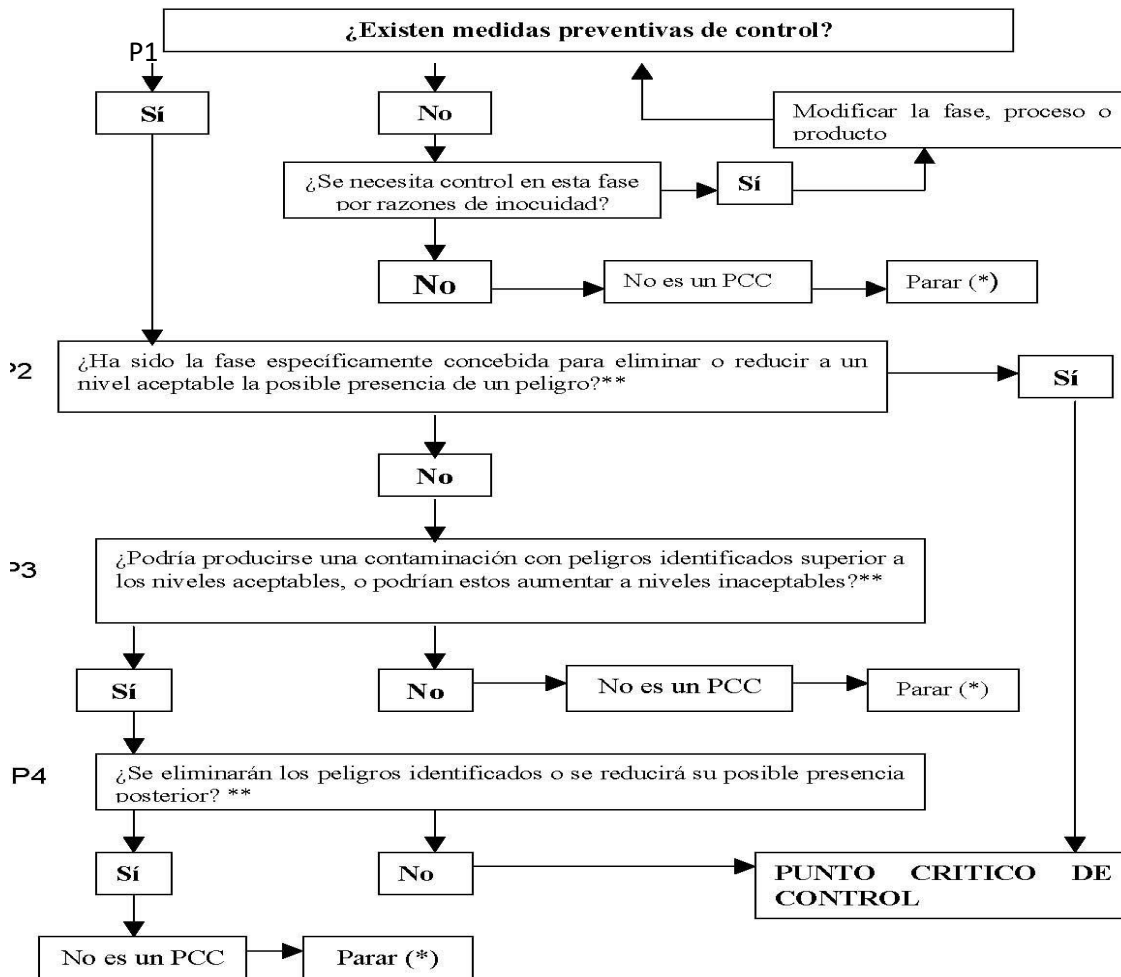 ¿Existen medidas preventivas de control?
P1
Sí
No
Modificar la fase, proceso o
producto
¿Se necesita control en esta fase
por razones de inocuidad?
Sí
No
No es un PCC
Parar (*)
P2
¿Ha sido la fase específicamente concebida para eliminar o reducir a un
nivel aceptable la posible presencia de un peligro?**
Sí
No
P3
¿Podría producirse una contaminación con peligros identificados superior a
los niveles aceptables, o podrían estos aumentar a niveles inaceptables?**
Sí
No
No es un PCC
Parar (*)
P4
¿Se eliminarán los peligros identificados o se reducirá su posible presencia
posterior? **
Sí
No
PUNTO CRITICO DE
CONTROL
No es un PCC
Parar (*)